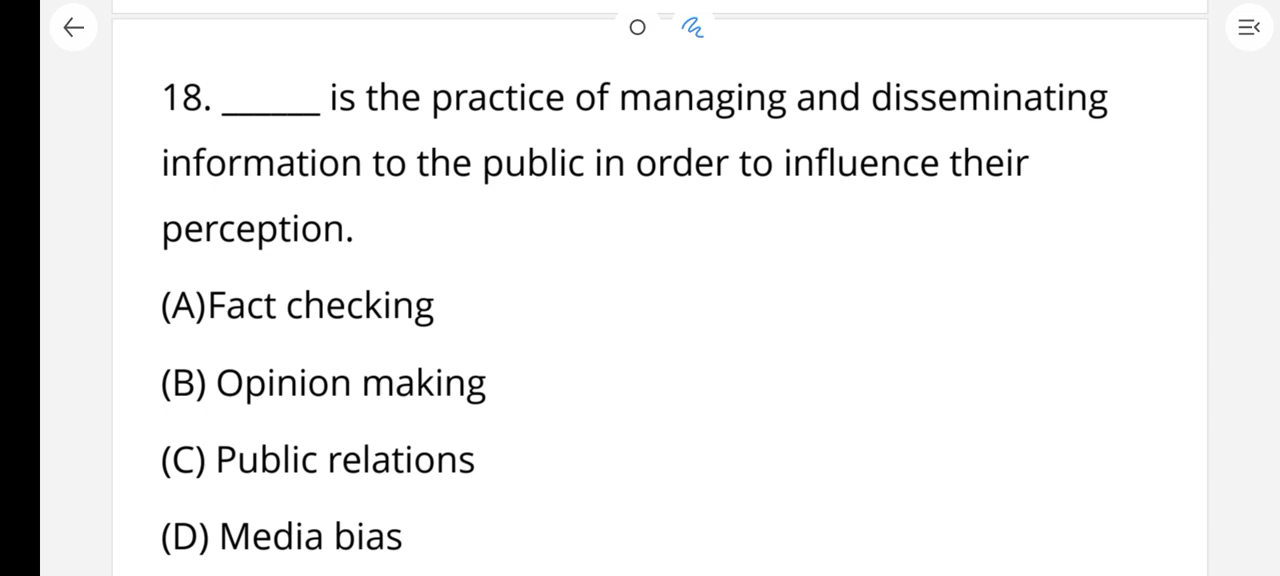 18. _____ is the practice of managing and disseminating
information to the public in order to influence their
perception.
(A)Fact checking
(B) Opinion making
(C) Public relations
(D) Media bias